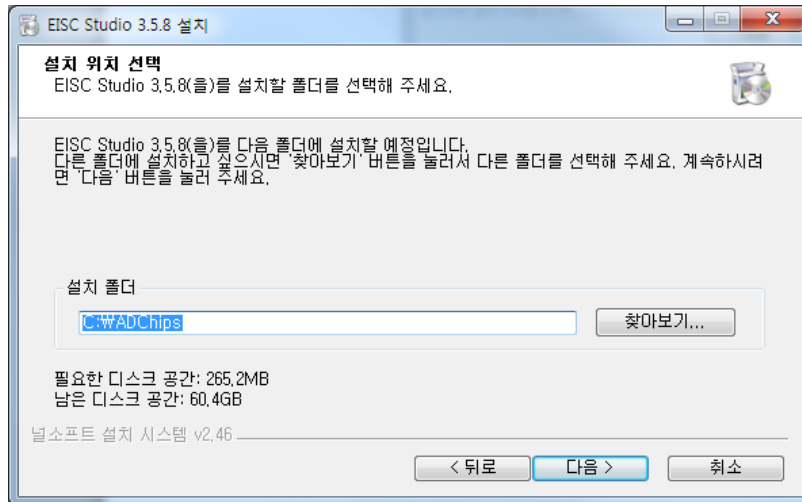 EISC Studio 3.5.8 설치
설치 위치 선택
EISC Studio 3.5.8(을)를 설치할 폴더를 선택해 주세요.
EISC Studio 3.5.8(을)를 다음 폴더에 설치할 예정입니다.
다른 폴더에 설치하고 싶으시면 '찾아보기' 버튼을 눌러서 다른 폴더를 선택해 주세요. 계속하시려
면 '다음' 버튼을 눌러 주세요.
설치 폴더
C:₩ADChips
찾아보기...
필요한 디스크 공간: 265.2MB
남은 디스크 공간: 60.4GB
널소프트 설치 시스템 v2.46
< 뒤로
다음 >
취소